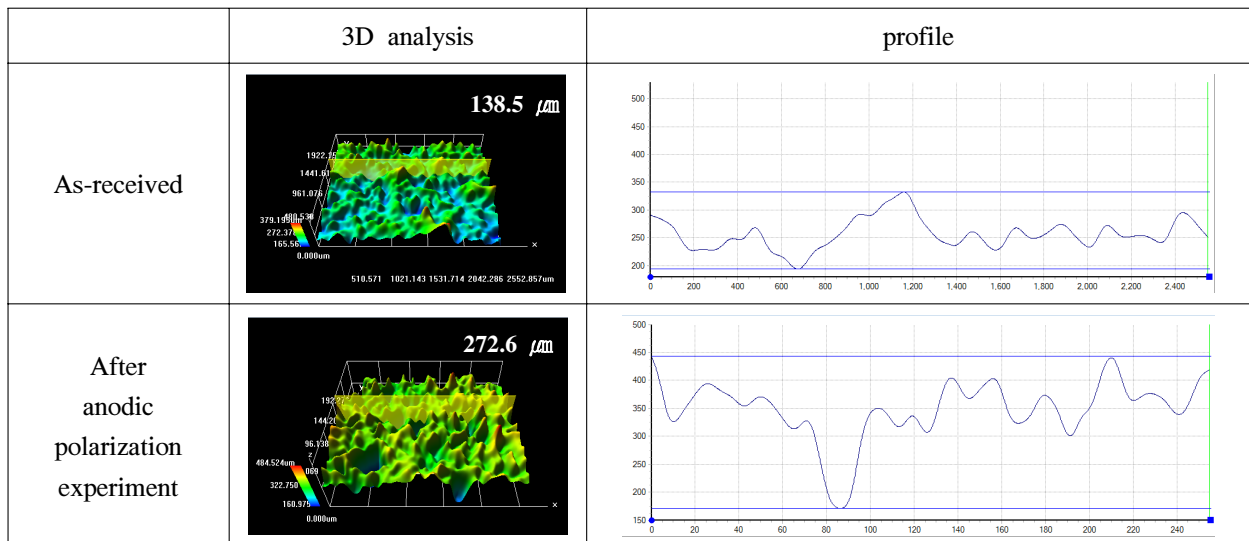 3D analysis
profile
As-received
138.5 ㎛
1441.61
961.076
272.37
165.56
0.000um
x
510.571 1021.143 1531.714 2042.286 2552.857um
500
450
400
350
300
250
200
0 200 400 600 800 1,000 1,200 1,400 1,600 1,800 2,000 2,200 2,400
After
anodic
polarization
experiment
272.6 ㎛
96.138
z
484.524um
069
322.750
160.975
0.000um
x
500
450
400
350
300
250
200
150
0 20 40 60 80 100 120 140 160 180 200 220 240